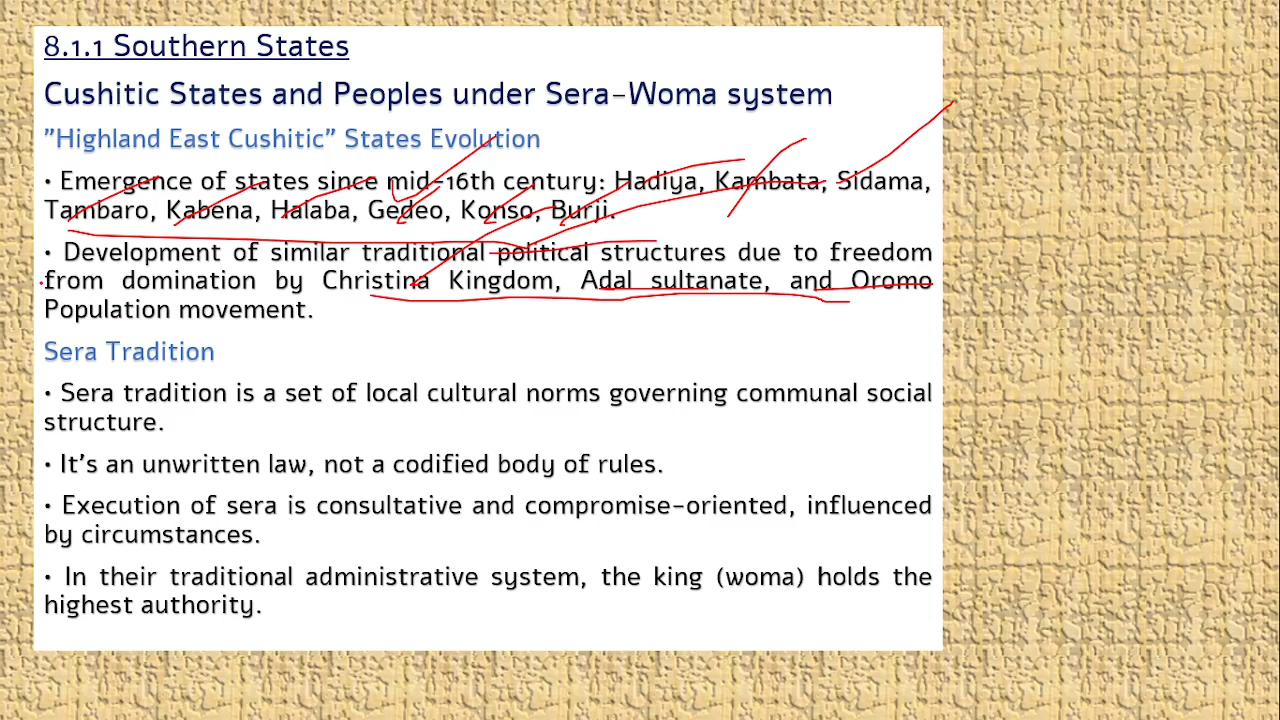 8.1.1 Southern States
Cushitic States and Peoples under Sera-Woma system
"Highland East Cushitic" States Evolution
• Emergence of states since mid-16th century: Hadiya, Kambata, Sidama,
Tambaro, Kabena, Halaba, Gedeo, Konso, Burji.
• Development of similar traditional political structures due to freedom
from domination by Christina Kingdom, Adal sultanate, and Oromo
Population movement.
Sera Tradition
• Sera tradition is a set of local cultural norms governing communal social
structure.
• It's an unwritten law, not a codified body of rules.
• Execution of sera is consultative and compromise-oriented, influenced
by circumstances.
• In their traditional administrative system, the king (woma) holds the
highest authority.